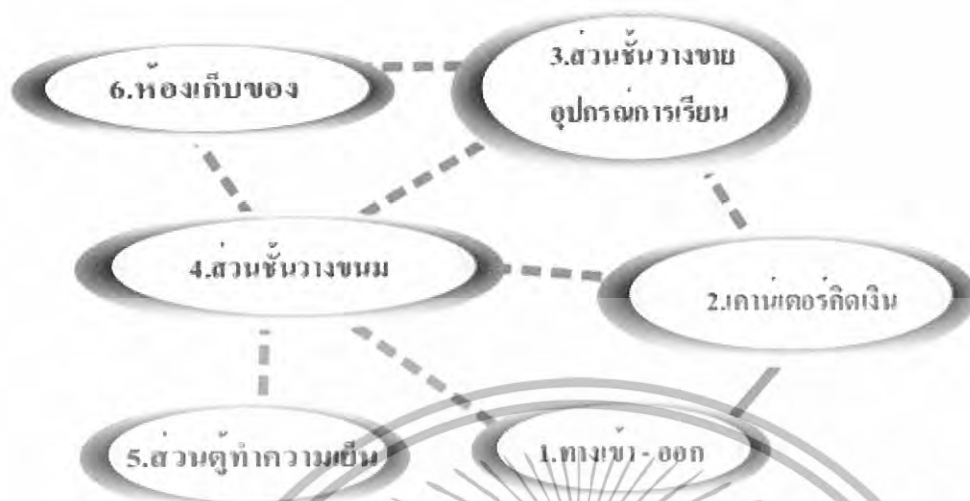 6.ห้องเก็บของ
3.ส่วนชั้นวางขาย
อุปกรณ์การเรียน
4.ส่วนชั้นวางขนม
2.เคาน์เตอร์คิดเงิน
5.ส่วนตู้ทำความเย็น
1.ทางเข้า - ออก